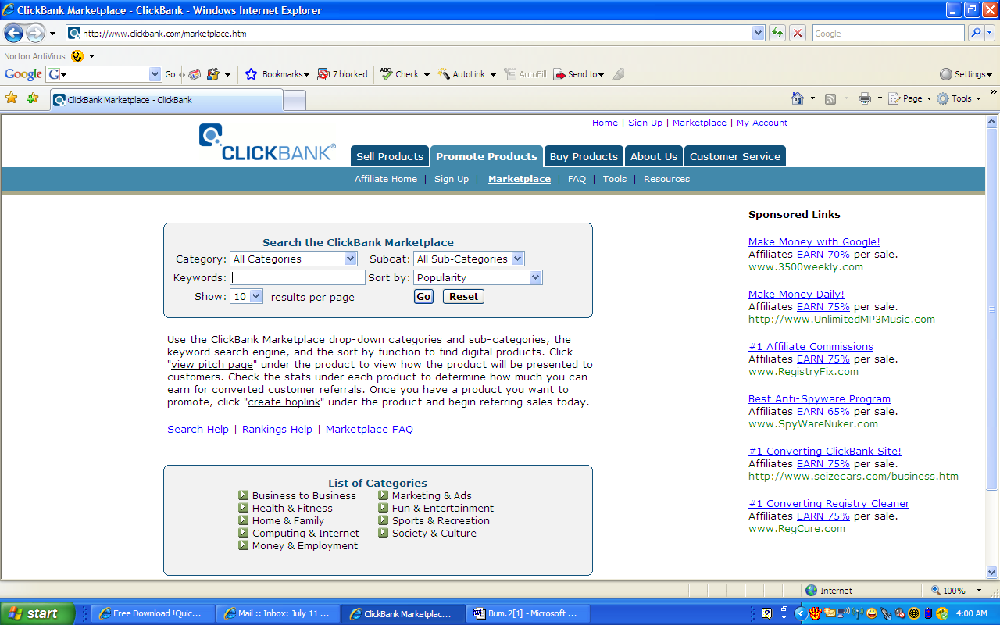 ClickBank Marketplace - ClickBank - Windows Internet Explorer
http://www.clickbank.com/marketplace.htm
Google
Norton AntiVirus
Google G Go Bookmarks 7 blocked ABC Check AutoLink AutoFill Send to Settings
ClickBank Marketplace - ClickBank
Page Tools
Home | Sign Up | Marketplace | My Account
CLICKBANK®
Sell Products Promote Products Buy Products About Us Customer Service
Affiliate Home | Sign Up | Marketplace | FAQ | Tools | Resources
Search the ClickBank Marketplace
Category: All Categories Subcat: All Sub-Categories
Keywords: Sort by: Popularity
Show: 10 results per page Go Reset
Use the ClickBank Marketplace drop-down categories and sub-categories, the
keyword search engine, and the sort by function to find digital products. Click
"view pitch page" under the product to view how the product will be presented to
customers. Check the stats under each product to determine how much you can
earn for converted customer referrals. Once you have a product you want to
promote, click "create hoplink" under the product and begin referring sales today.
Search Help | Rankings Help | Marketplace FAQ
List of Categories
Business to Business Marketing & Ads
Health & Fitness Fun & Entertainment
Home & Family Sports & Recreation
Computing & Internet Society & Culture
Money & Employment
Sponsored Links
Make Money with Google!
Affiliates EARN 70% per sale.
www.3500weekly.com
Make Money Daily!
Affiliates EARN 75% per sale.
http://www.UnlimitedMP3Music.com
#1 Affiliate Commissions
Affiliates EARN 75% per sale.
www.RegistryFix.com
Best Anti-Spyware Program
Affiliates EARN 65% per sale.
www.SpyWareNuker.com
#1 Converting ClickBank Site!
Affiliates EARN 75% per sale.
http://www.seizecars.com/business.htm
#1 Converting Registry Cleaner
Affiliates EARN 75% per sale.
www.RegCure.com
Internet 100%
start Free Download !Quic... Mail :: Inbox: July 11 ... ClickBank Marketplac... Bum.2[1] - Microsoft ... 4:00 AM